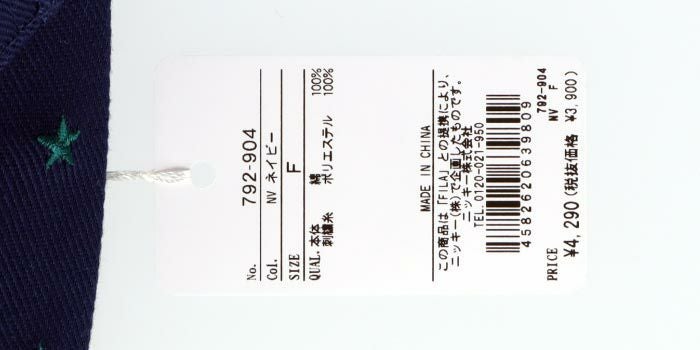 No. 792-904
Col. NV ネイビー
SIZE F
QUAL. 本体 綿 100%
刺繍糸 ポリエステル 100%
MADE IN CHINA
この商品は「FILA」との提携により、
ニッキー(株)で企画したものです。
ニッキー株式会社
TEL.0120-021-950
4582620639809
792-904
NV F
PRICE
¥4,290(税抜価格 ¥3,900)